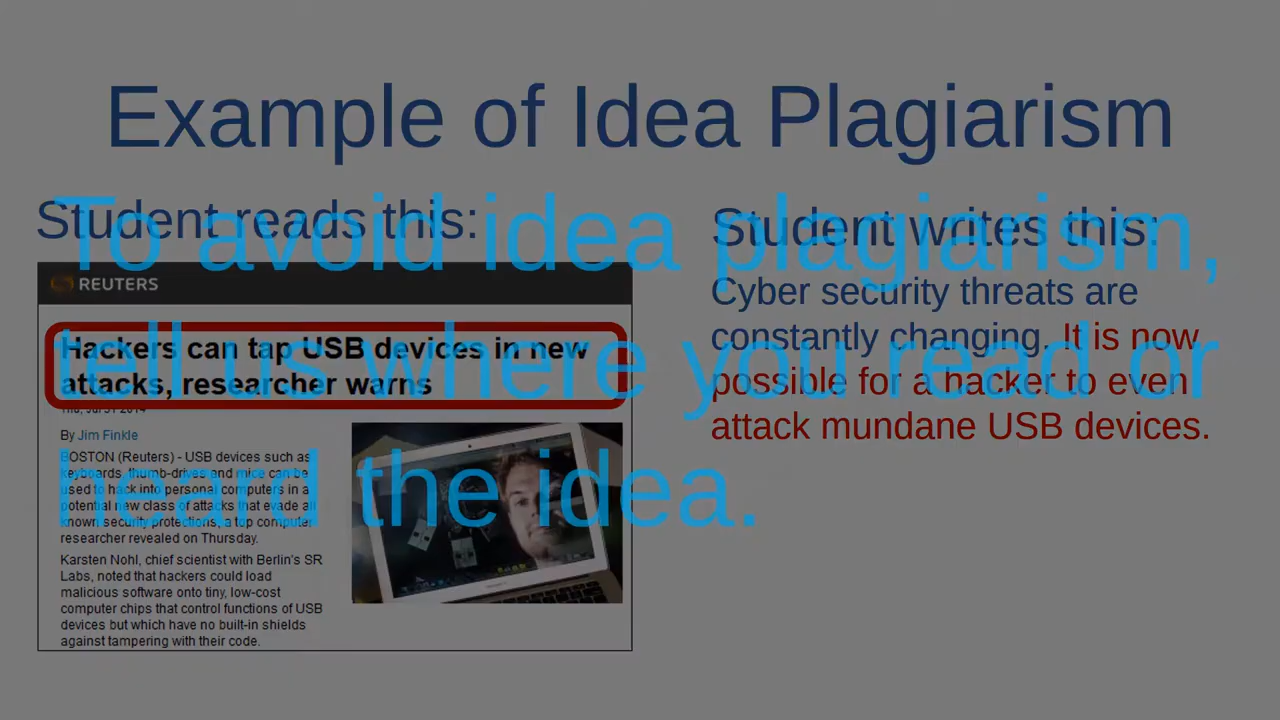 Example of Idea Plagiarism
Student reads this:
REUTERS
Hackers can tap USB devices in new
attacks, researcher warns
Thu, Jul 31 2014
By Jim Finkle
BOSTON (Reuters) - USB devices such as
keyboards, thumb-drives and mice can be
used to hack into personal computers in a
potential new class of attacks that evade all
known security protections, a top computer
researcher revealed on Thursday.
Karsten Nohl, chief scientist with Berlin's SR
Labs, noted that hackers could load
malicious software onto tiny, low-cost
computer chips that control functions of USB
devices but which have no built-in shields
against tampering with their code.
Student writes this:
Cyber security threats are
constantly changing. It is now
possible for a hacker to even
attack mundane USB devices.
To avoid idea plagiarism,
tell us where you read or
heard the idea.